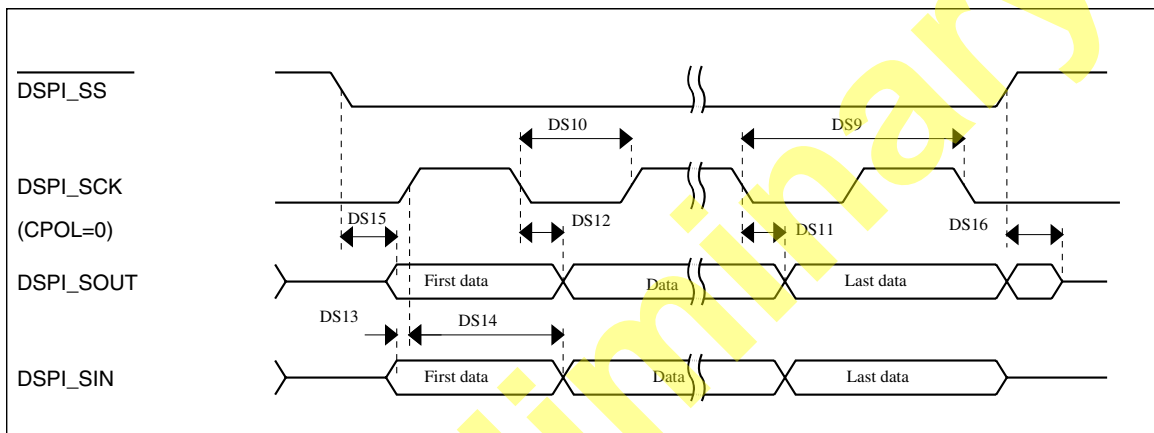 DSPI_SS
DS10
DS9
DSPI_SCK
(CPOL=0)
DS15
DS12
DS11
DS16
DSPI_SOUT
First data
Data
Last data
DS13
DS14
DSPI_SIN
First data
Data
Last data